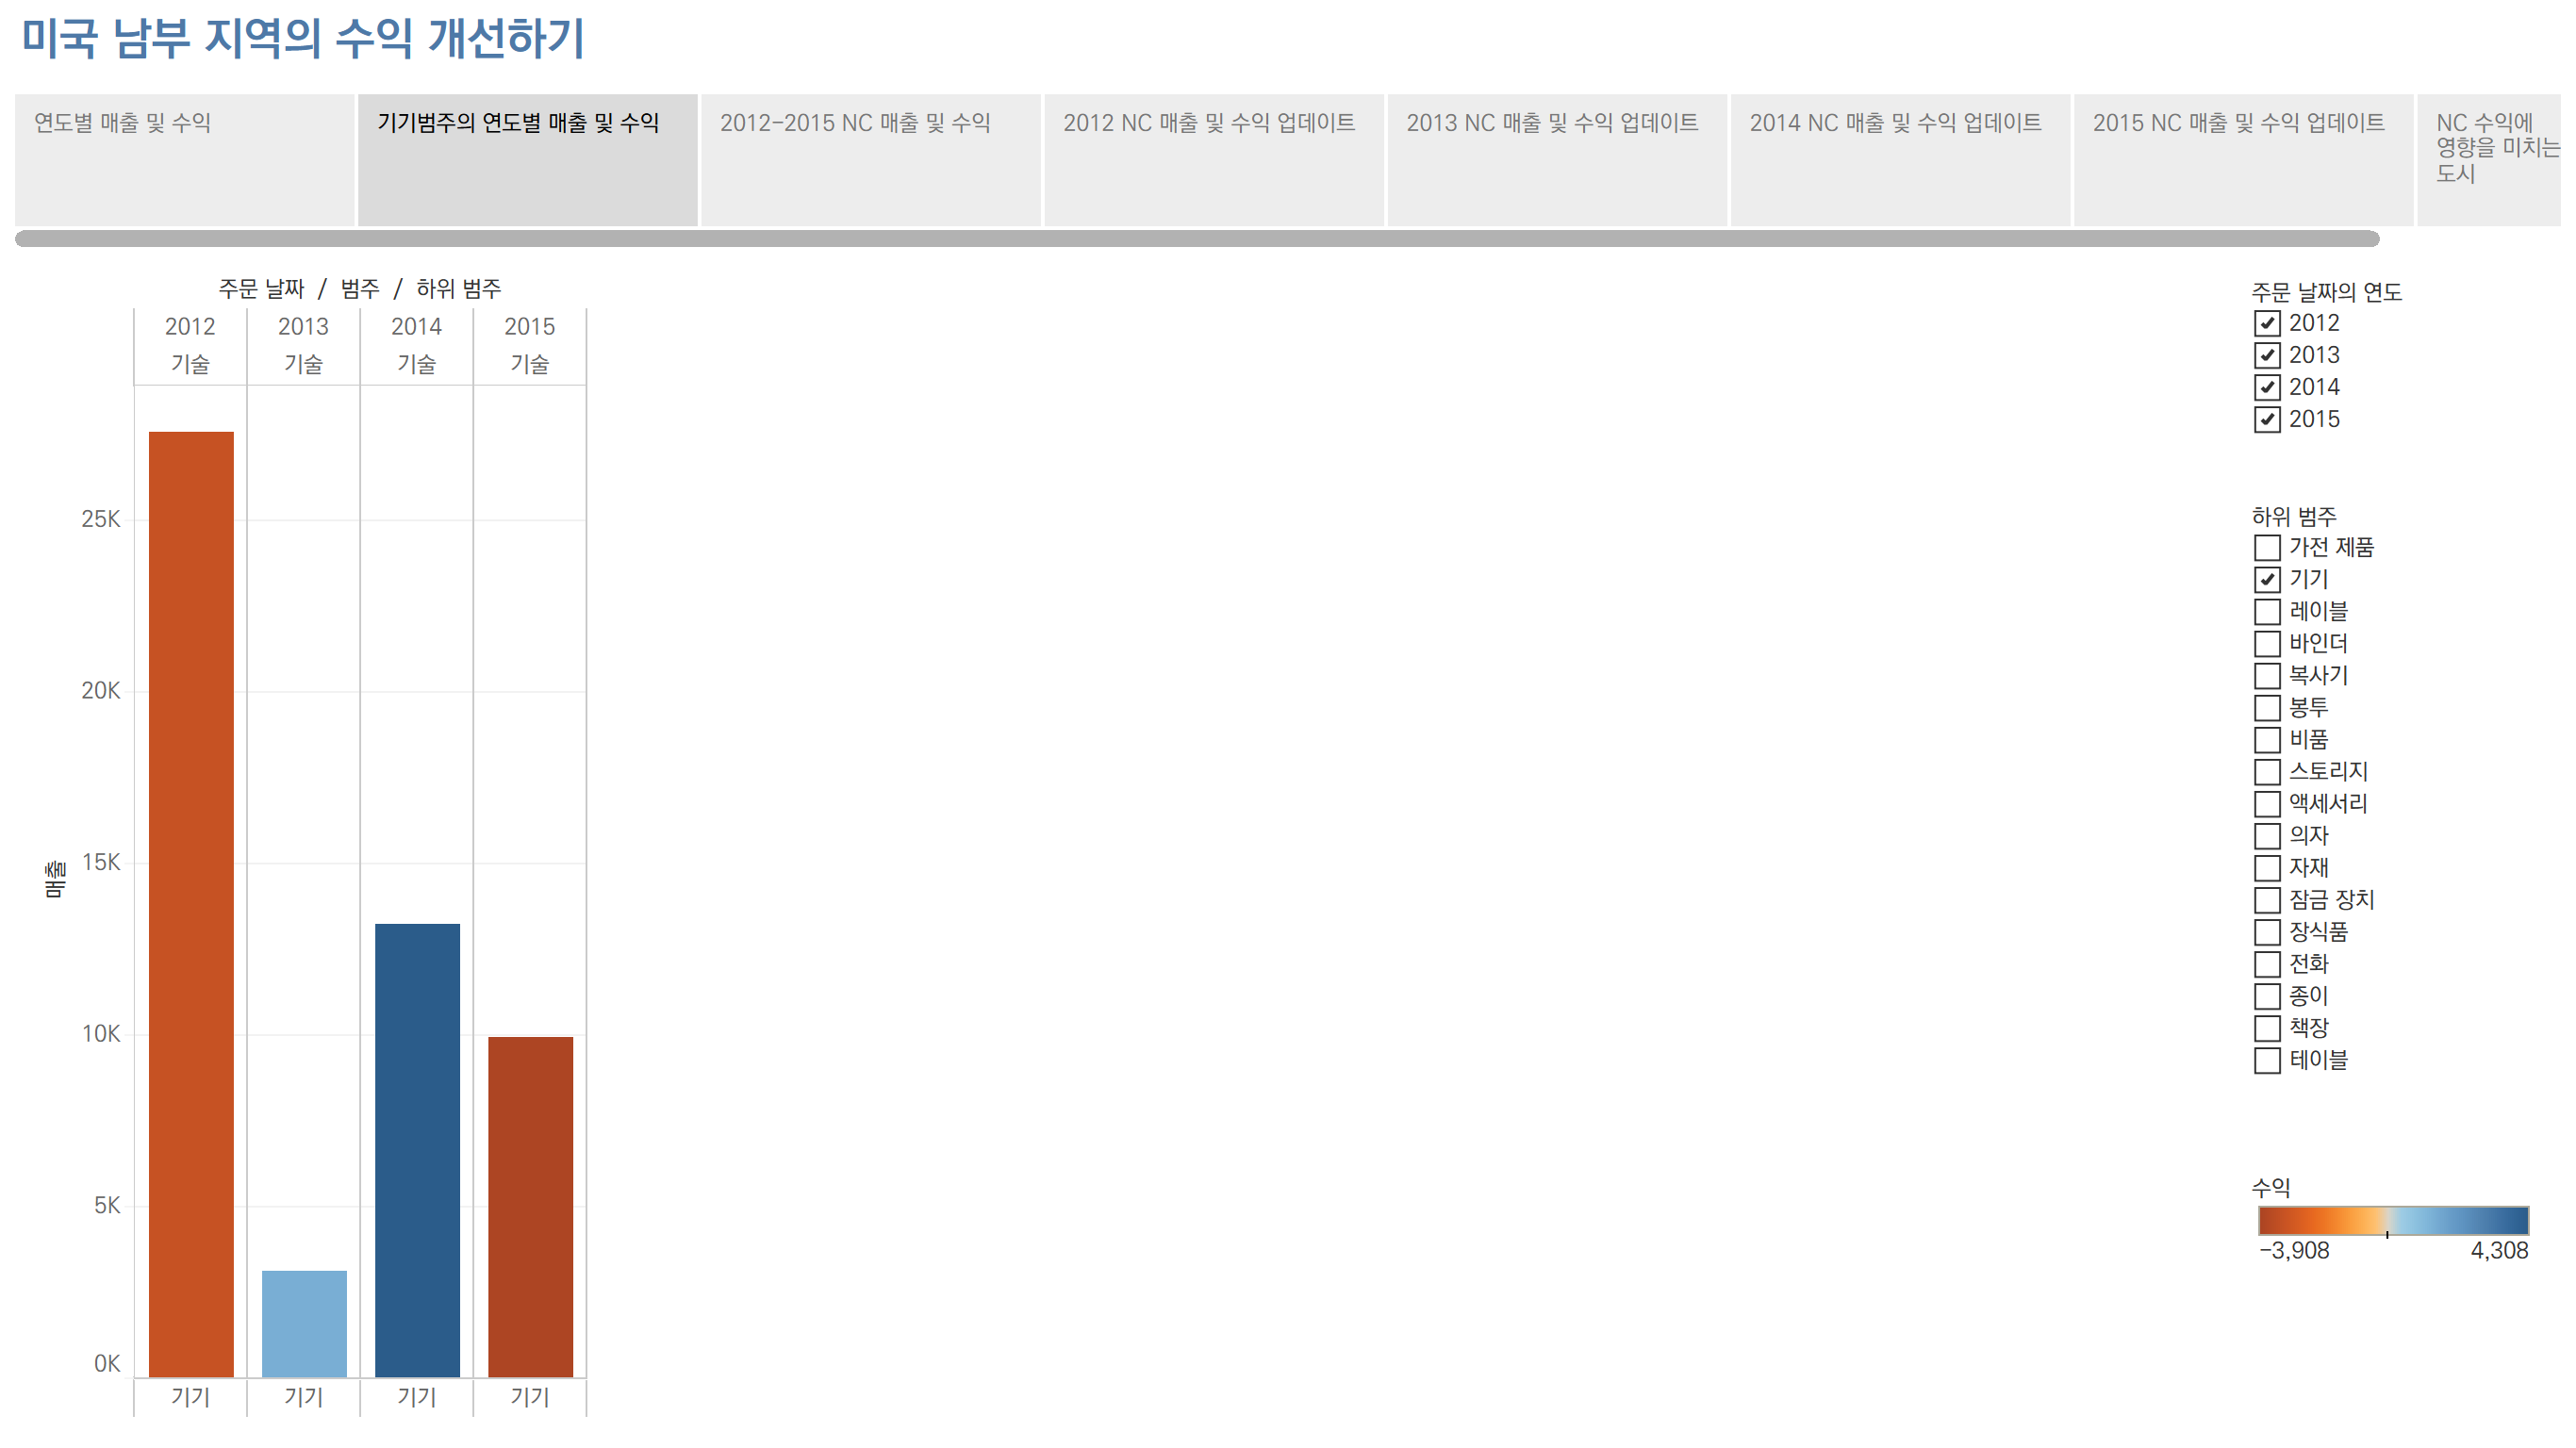 미국 남부 지역의 수익 개선하기
연도별 매출 및 수익
기기범주의 연도별 매출 및 수익
2012-2015 NC 매출 및 수익
2012 NC 매출 및 수익 업데이트
2013 NC 매출 및 수익 업데이트
2014 NC 매출 및 수익 업데이트
2015 NC 매출 및 수익 업데이트
NC 수익에
영향을 미치는
도시
주문 날짜 / 범주 / 하위 범주
2012 2013 2014 2015
기술 기술 기술 기술
25K
20K
15K
10K
5K
0K
매출
기기 기기 기기 기기
주문 날짜의 연도
2012
2013
2014
2015
하위 범주
가전 제품
기기
레이블
바인더
복사기
봉투
비품
스토리지
액세서리
의자
자재
잠금 장치
장식품
전화
종이
책장
테이블
수익
-3,908 4,308